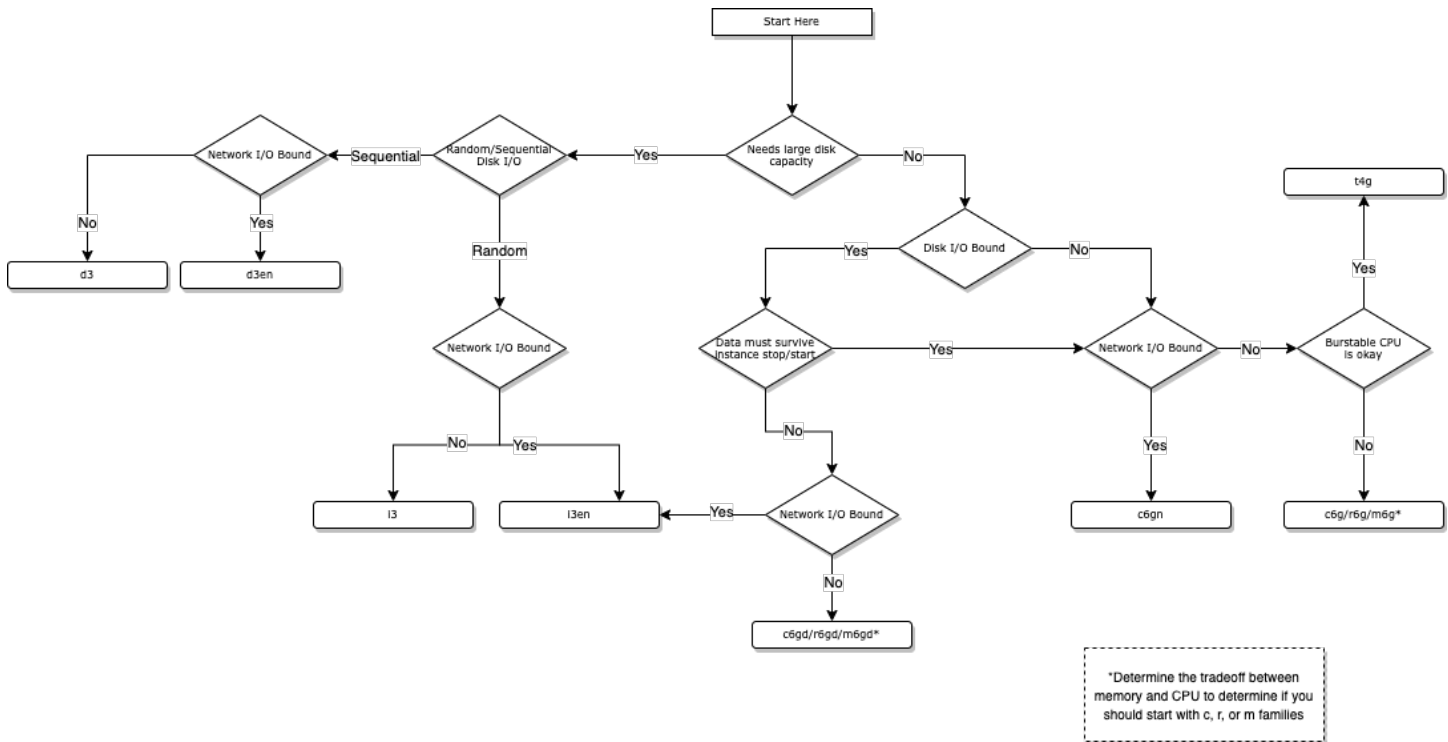 Start Here
Needs large disk
capacity
Yes
No
Random/Sequential
Disk I/O
Sequential
Network I/O Bound
No
Yes
d3
d3en
Random
Network I/O Bound
No
Yes
i3
i3en
Disk I/O Bound
Yes
No
Data must survive
instance stop/start
Yes
No
Network I/O Bound
Yes
No
c6gd/r6gd/m6gd*
Network I/O Bound
No
Yes
c6gn
Burstable CPU
is okay
Yes
t4g
No
c6g/r6g/m6g*
*Determine the tradeoff between
memory and CPU to determine if you
should start with c, r, or m families